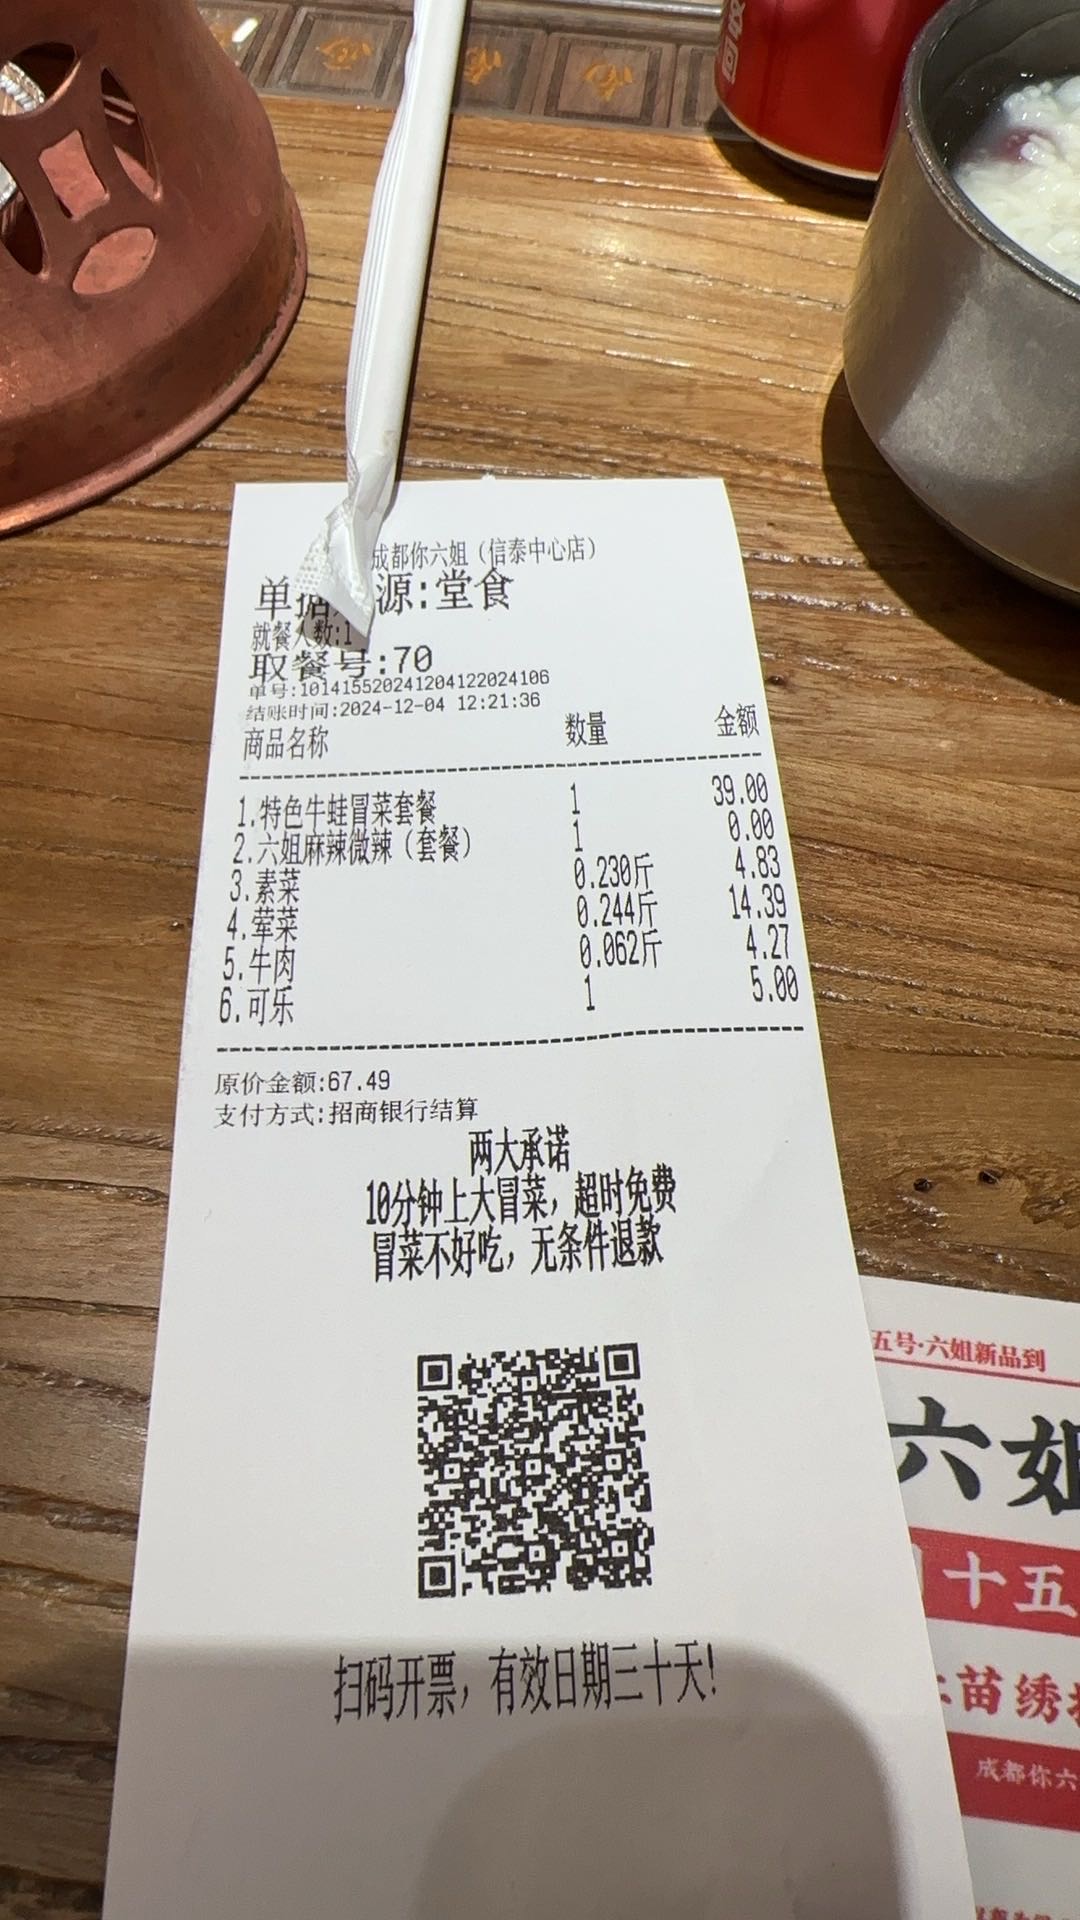 成都你六姐（信泰中心店）
单据 源:堂食
就餐人数:1
取餐号:70
单号:101415520241204122024106
结账时间:2024-12-04 12:21:36
商品名称 数量 金额
1.特色牛蛙冒菜套餐 1 39.00
2.六姐麻辣微辣（套餐） 1 0.00
3.素菜 0.230斤 4.83
4.荤菜 0.244斤 14.39
5.牛肉 0.062斤 4.27
6.可乐 1 5.00
原价金额:67.49
支付方式:招商银行结算
两大承诺
10分钟上大冒菜，超时免费
冒菜不好吃，无条件退款
扫码开票，有效日期三十天!
五号·六姐新品到
六姐
十五
苗绣
成都你六